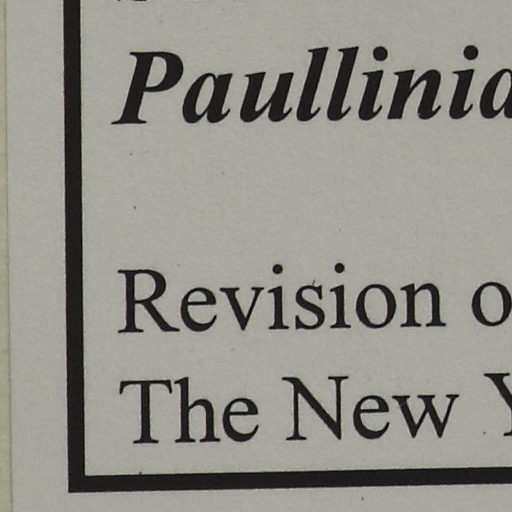 Paullinia
Revision o
The New Y